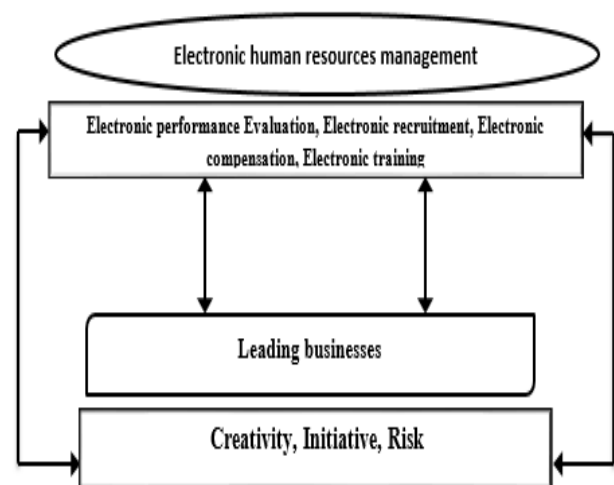 Electronic human resources management
Electronic performance Evaluation, Electronic recruitment, Electronic
compensation, Electronic training
Leading businesses
Creativity, Initiative, Risk